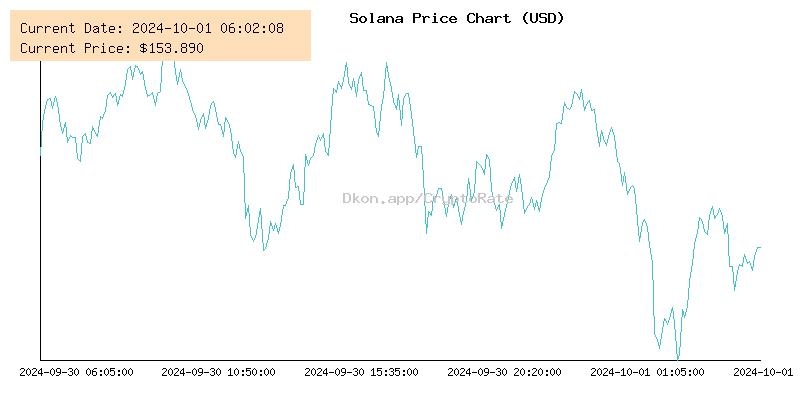 Solana Price Chart (USD)
Current Date: 2024-10-01 06:02:08
Current Price: $153.890
Dkon.app/CryptoRate
2024-09-30 06:05:00 2024-09-30 10:50:00 2024-09-30 15:35:00 2024-09-30 20:20:00 2024-10-01 01:05:00 2024-10-01